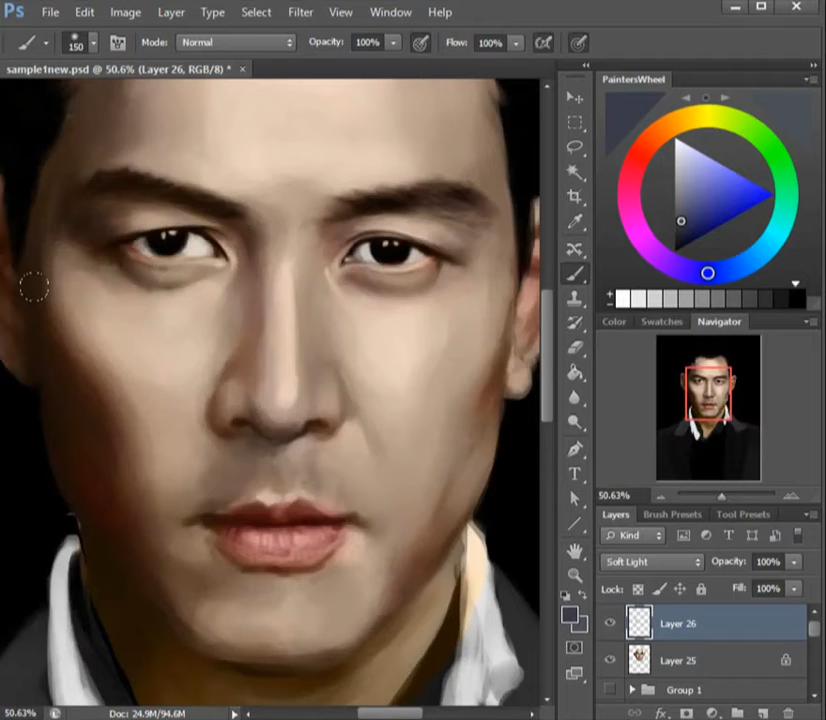 Ps File Edit Image Layer Type Select Filter View Window Help
150 Mode: Normal Opacity: 100% Flow: 100%
sample1new.psd @ 50.6% (Layer 26, RGB/8) * ×
PaintersWheel
Color Swatches Navigator
50.63%
Layers Brush Presets Tool Presets
Kind
Soft Light Opacity: 100%
Lock: Fill: 100%
Layer 26
Layer 25
Group 1
50.63% Doc: 24.9M/94.6M